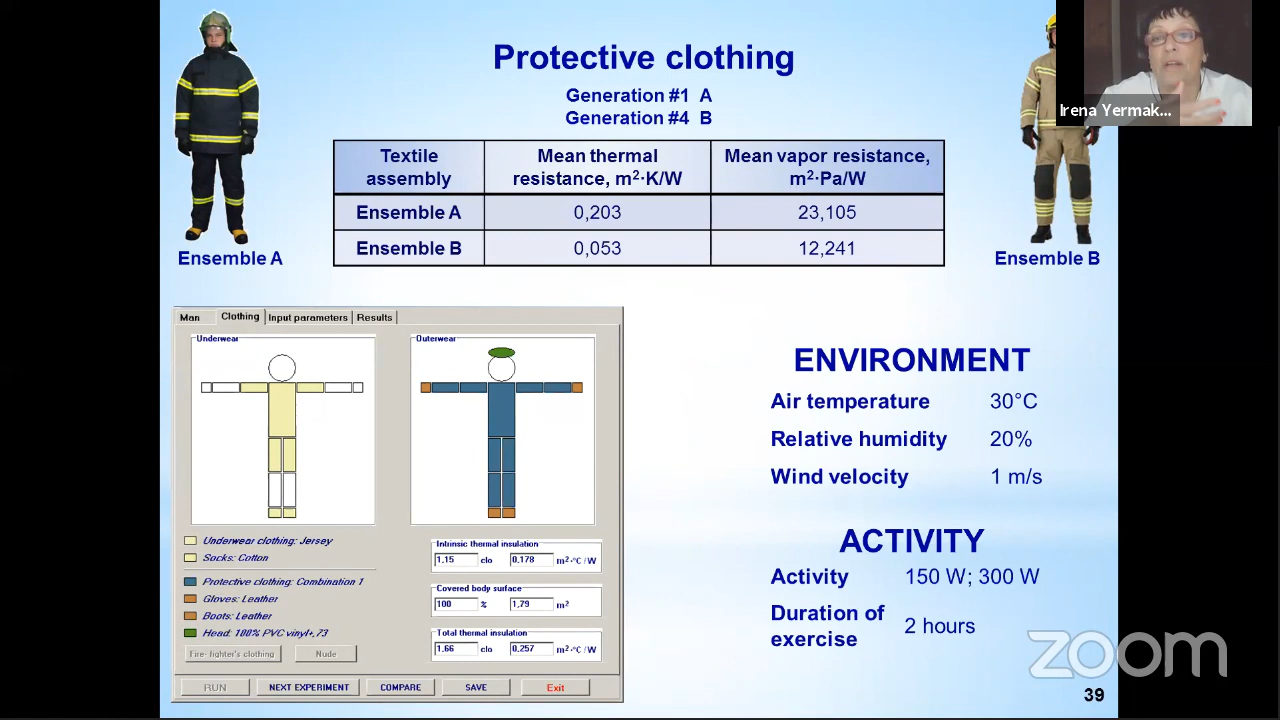 Irena Yermak...
Protective clothing
Generation #1 A
Generation #4 B
Textile assembly
Mean thermal resistance, m²·K/W
Mean vapor resistance, m²·Pa/W
Ensemble A 0,203 23,105
Ensemble B 0,053 12,241
Ensemble A
Ensemble B
Man Clothing Input parameters Results
Underwear
Outerwear
Underwear clothing: Jersey
Socks: Cotton
Protective clothing: Combination 1
Gloves: Leather
Boots: Leather
Head: 100% PVC vinyl+,73
Fire- fighter's clothing Nude
Intrinsic thermal insulation
1,15 clo 0,178 m²·°C/W
Covered body surface
100 % 1,79 m²
Total thermal insulation
1,66 clo 0,257 m²·°C/W
RUN NEXT EXPERIMENT COMPARE SAVE Exit
ENVIRONMENT
Air temperature 30°C
Relative humidity 20%
Wind velocity 1 m/s
ACTIVITY
Activity 150 W; 300 W
Duration of
exercise 2 hours
zoom
39